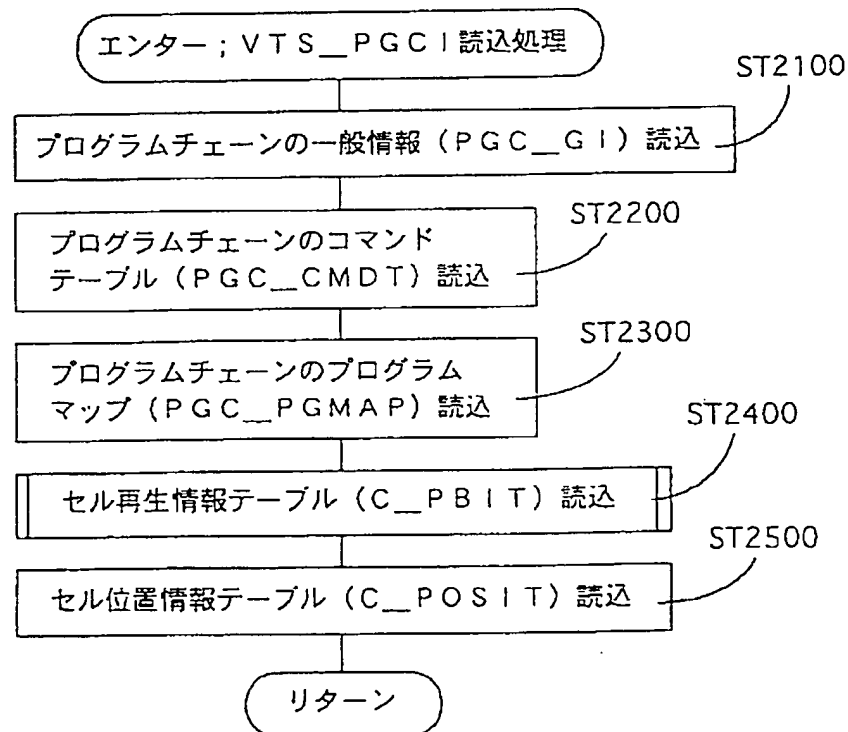 エンター；ＶＴＳ＿ＰＧＣＩ読込処理
ST2100
プログラムチェーンの一般情報（ＰＧＣ＿ＧＩ）読込
ST2200
プログラムチェーンのコマンド
テーブル（ＰＧＣ＿ＣＭＤＴ）読込
ST2300
プログラムチェーンのプログラム
マップ（ＰＧＣ＿ＰＧＭＡＰ）読込
ST2400
セル再生情報テーブル（Ｃ＿ＰＢＩＴ）読込
ST2500
セル位置情報テーブル（Ｃ＿ＰＯＳＩＴ）読込
リターン